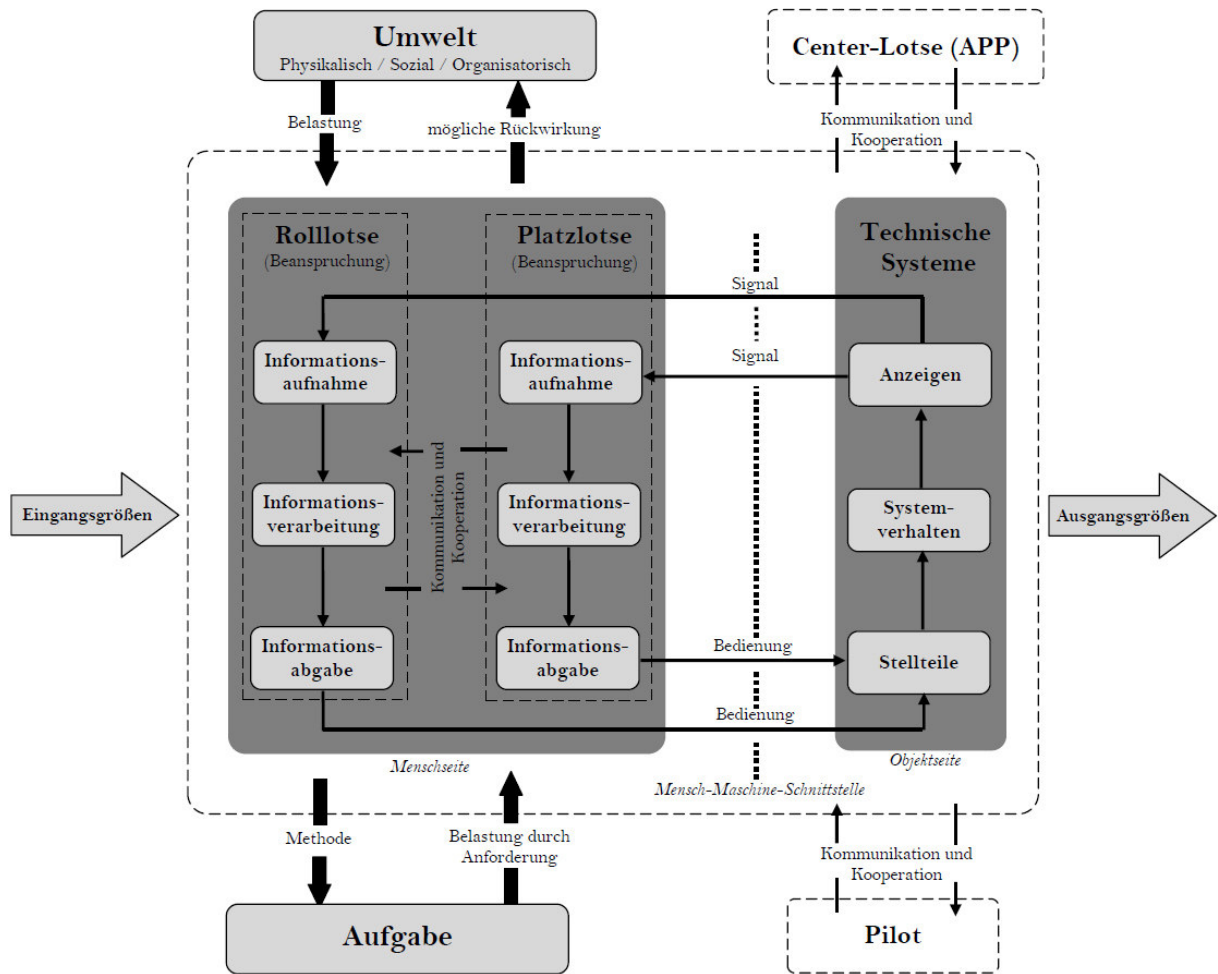 Umwelt
Physikalisch / Sozial / Organisatorisch
Center-Lotse (APP)
Belastung
mögliche Rückwirkung
Kommunikation und
Kooperation
Rolllotse
(Beanspruchung)
Platzlotse
(Beanspruchung)
Technische
Systeme
Signal
Informations-
aufnahme
Informations-
aufnahme
Signal
Anzeigen
Kommunikation und
Kooperation
Eingangsgrößen
Informations-
verarbeitung
Informations-
verarbeitung
System-
verhalten
Ausgangsgrößen
Informations-
abgabe
Informations-
abgabe
Bedienung
Stellteile
Bedienung
Menschseite
Mensch-Maschine-Schnittstelle
Objektseite
Methode
Belastung durch
Anforderung
Kommunikation und
Kooperation
Aufgabe
Pilot